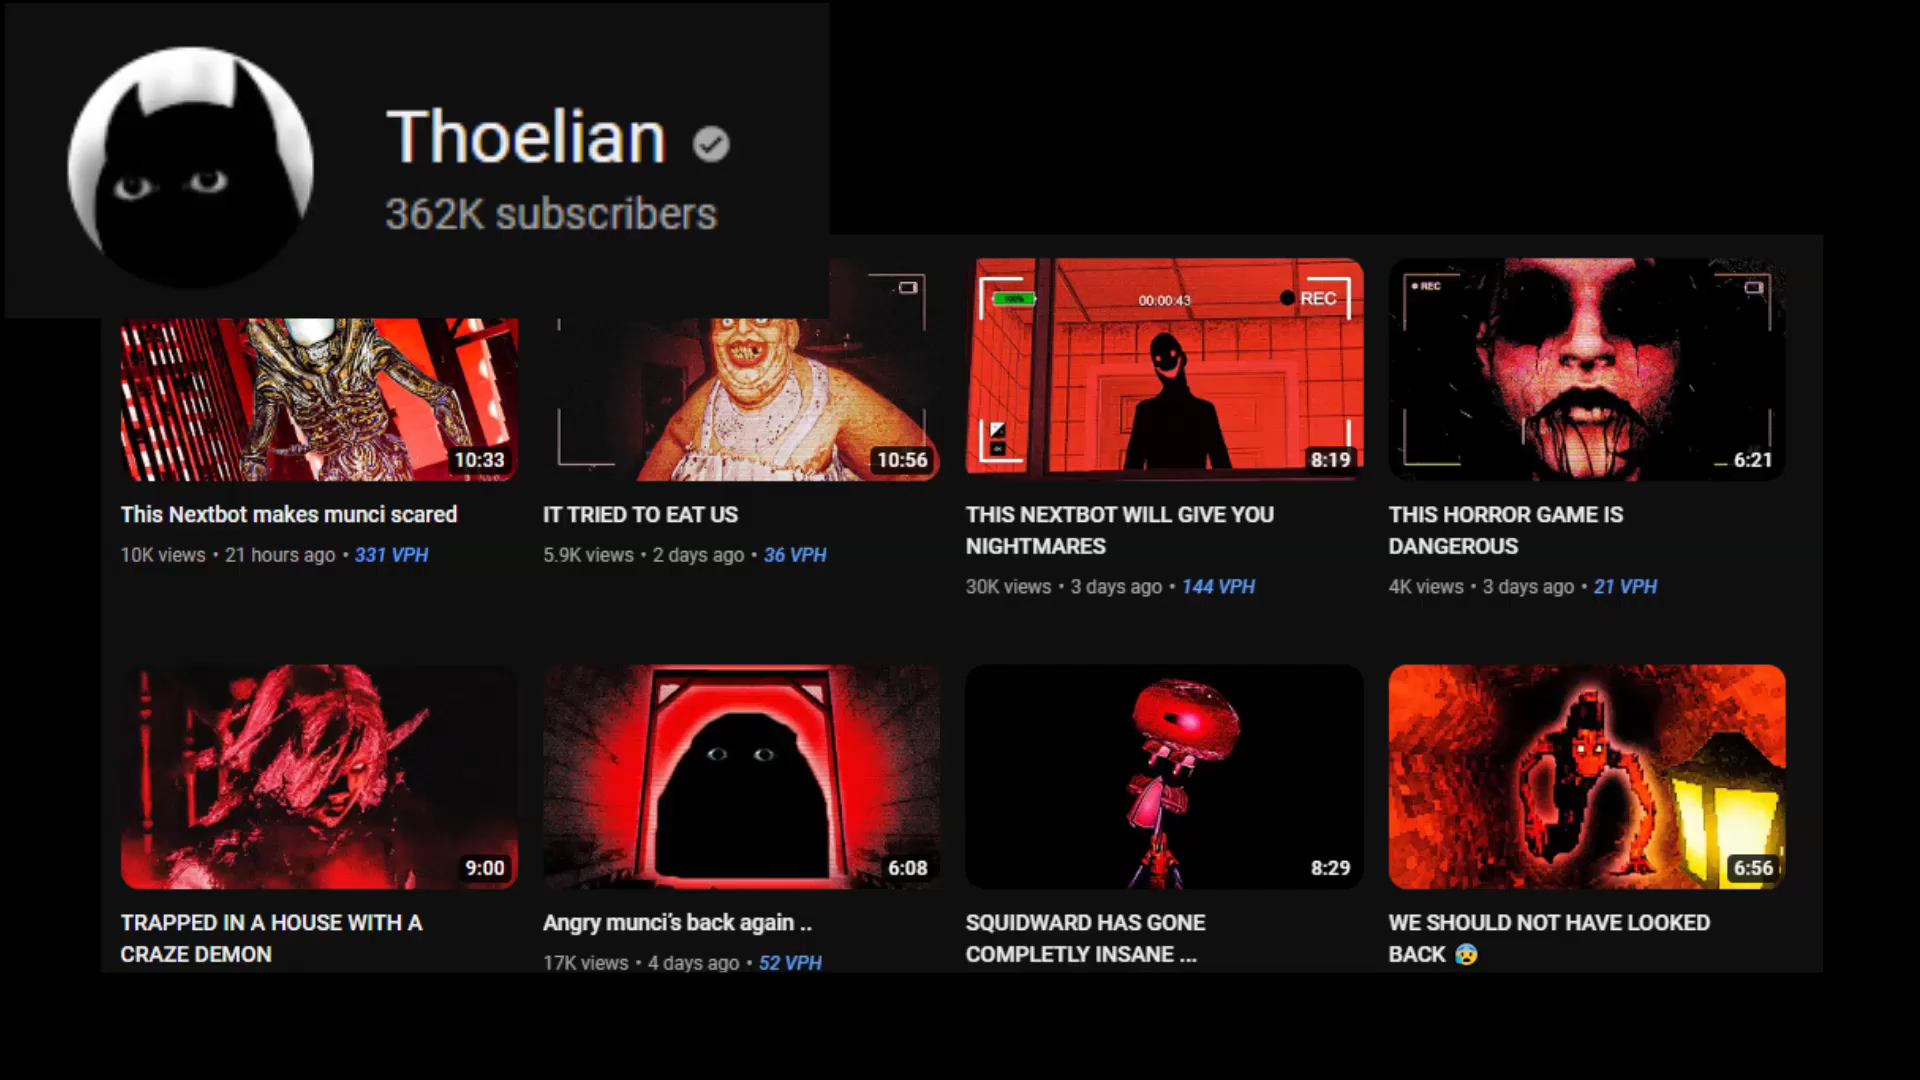 Thoelian
362K subscribers
100%
00:00:43
REC
REC
10:33
10:56
8:19
6:21
This Nextbot makes munci scared
IT TRIED TO EAT US
THIS NEXTBOT WILL GIVE YOU
NIGHTMARES
THIS HORROR GAME IS
DANGEROUS
10K views • 21 hours ago • 331 VPH
5.9K views • 2 days ago • 36 VPH
30K views • 3 days ago • 144 VPH
4K views • 3 days ago • 21 VPH
9:00
6:08
8:29
6:56
TRAPPED IN A HOUSE WITH A
CRAZE DEMON
Angry munci’s back again ..
17K views • 4 days ago • 52 VPH
SQUIDWARD HAS GONE
COMPLETLY INSANE ...
WE SHOULD NOT HAVE LOOKED
BACK 😰